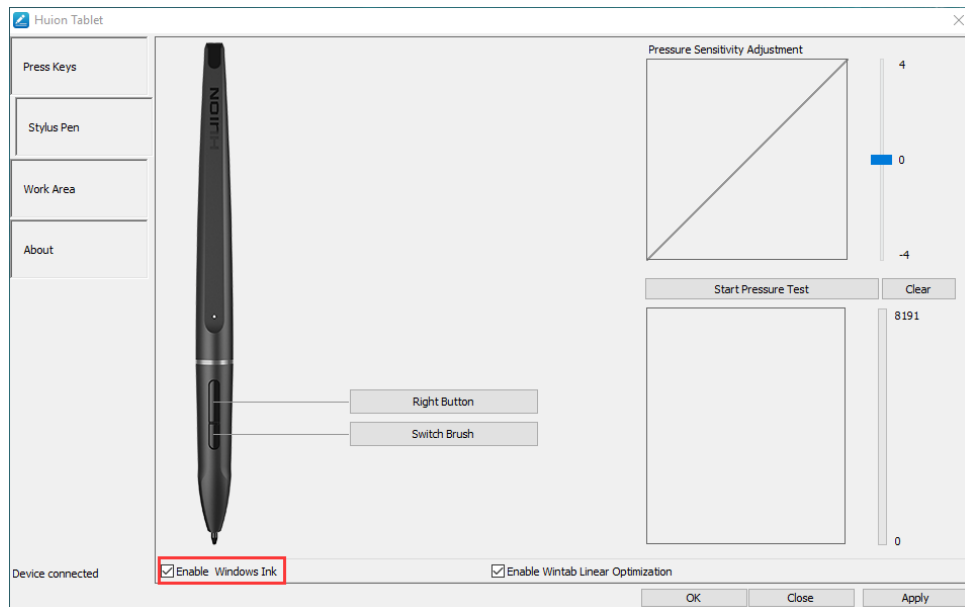 Huion Tablet
Press Keys
Stylus Pen
Work Area
About
Device connected
HUION
Pressure Sensitivity Adjustment
4
0
-4
Start Pressure Test
Clear
8191
0
Right Button
Switch Brush
Enable Windows Ink
Enable Wintab Linear Optimization
OK
Close
Apply